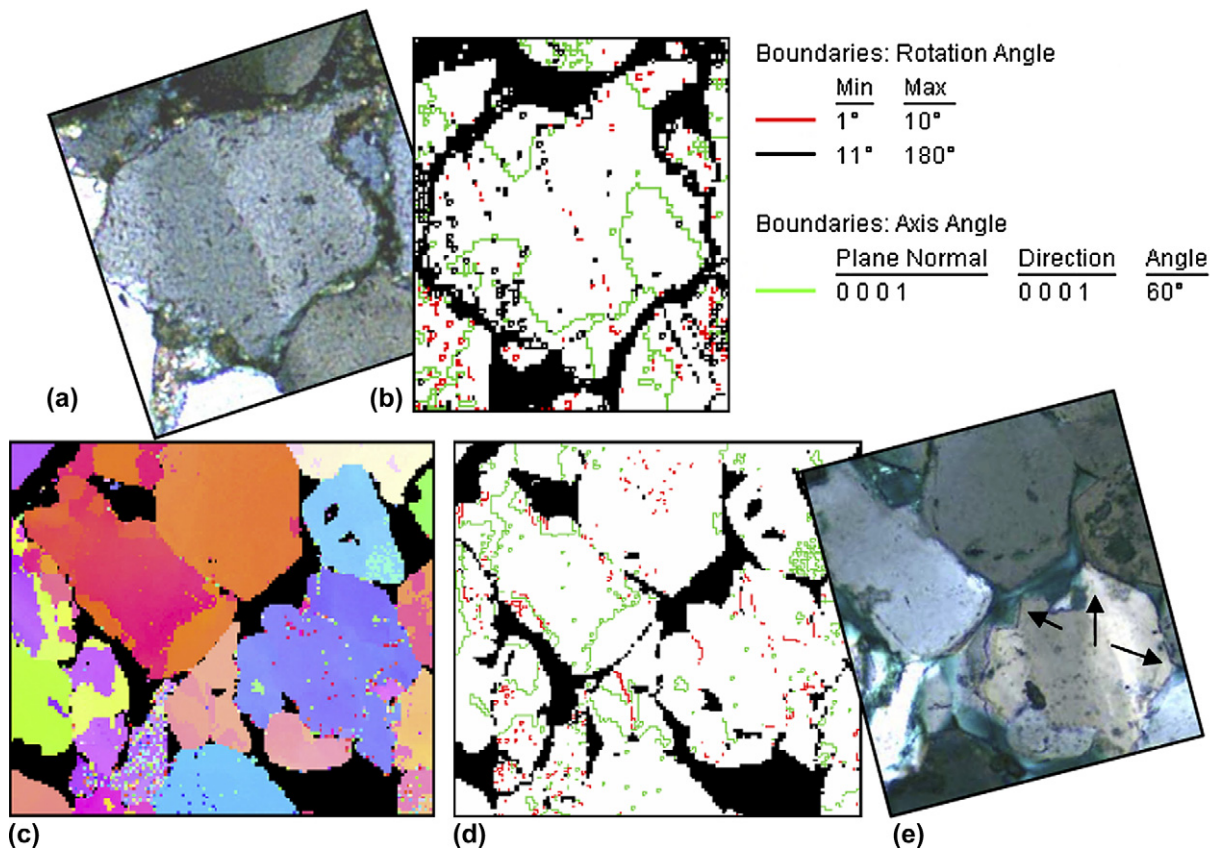 (a)
(b)
Boundaries: Rotation Angle
Min Max
1° 10°
11° 180°
Boundaries: Axis Angle
Plane Normal Direction Angle
0 0 0 1 0 0 0 1 60°
(c)
(d)
(e)